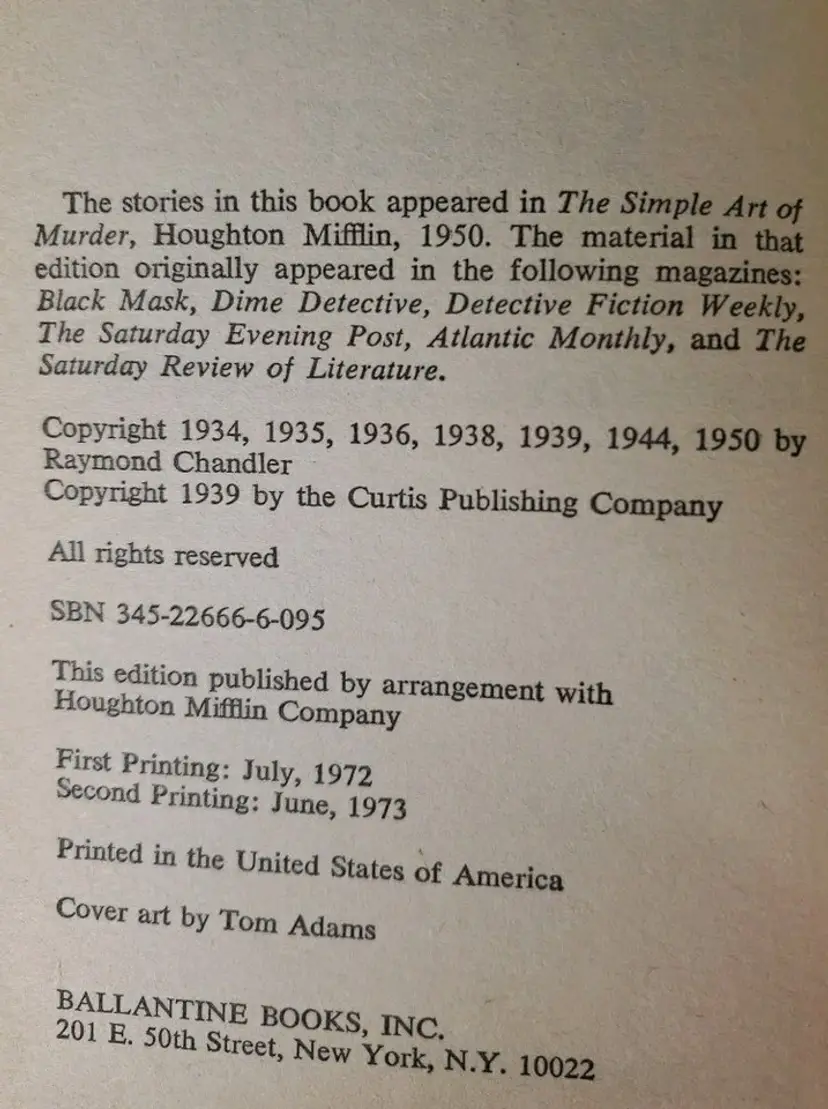 The stories in this book appeared in The Simple Art of
Murder, Houghton Mifflin, 1950. The material in that
edition originally appeared in the following magazines:
Black Mask, Dime Detective, Detective Fiction Weekly,
The Saturday Evening Post, Atlantic Monthly, and The
Saturday Review of Literature.
Copyright 1934, 1935, 1936, 1938, 1939, 1944, 1950 by
Raymond Chandler
Copyright 1939 by the Curtis Publishing Company
All rights reserved
SBN 345-22666-6-095
This edition published by arrangement with
Houghton Mifflin Company
First Printing: July, 1972
Second Printing: June, 1973
Printed in the United States of America
Cover art by Tom Adams
BALLANTINE BOOKS, INC.
201 E. 50th Street, New York, N.Y. 10022